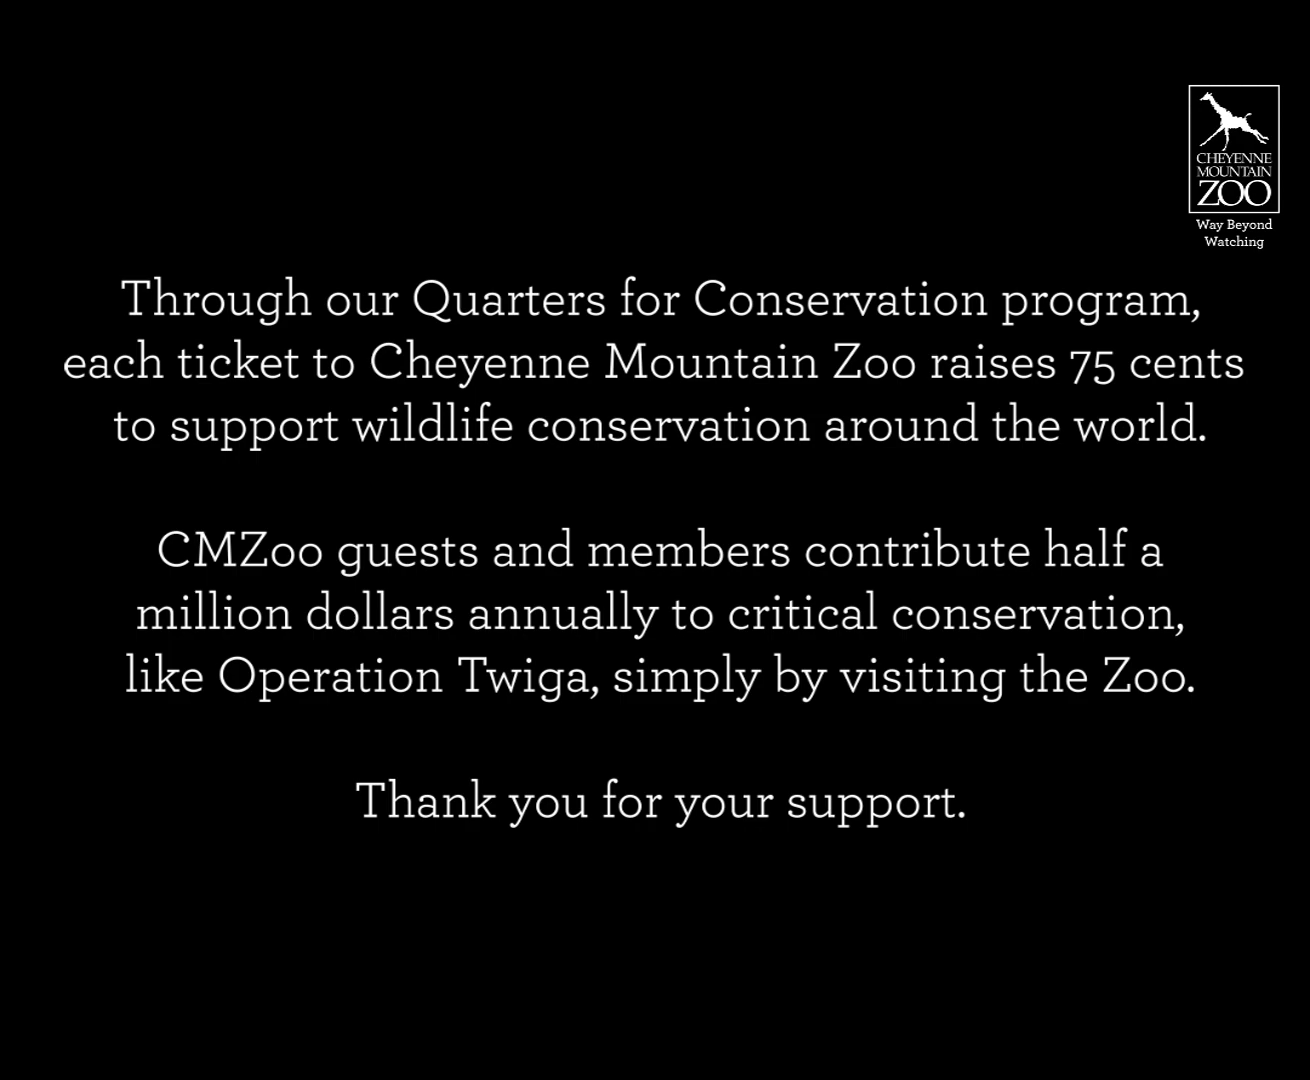 CHEYENNE
MOUNTAIN
ZOO
Way Beyond
Watching
Through our Quarters for Conservation program,
each ticket to Cheyenne Mountain Zoo raises 75 cents
to support wildlife conservation around the world.
CMZoo guests and members contribute half a
million dollars annually to critical conservation,
like Operation Twiga, simply by visiting the Zoo.
Thank you for your support.